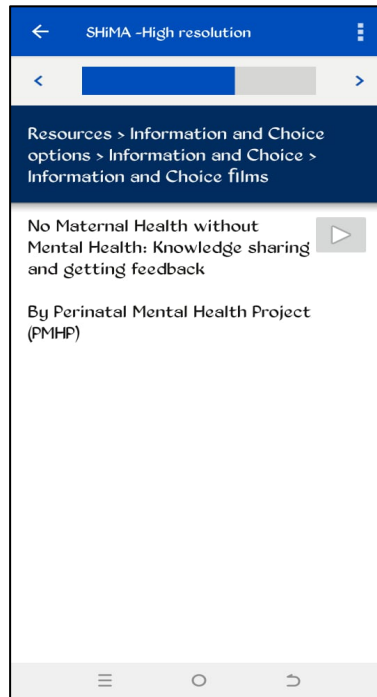 SHiMA -High resolution
Resources > Information and Choice
options > Information and Choice >
Information and Choice films
No Maternal Health without
Mental Health: Knowledge sharing
and getting feedback
By Perinatal Mental Health Project
(PMHP)